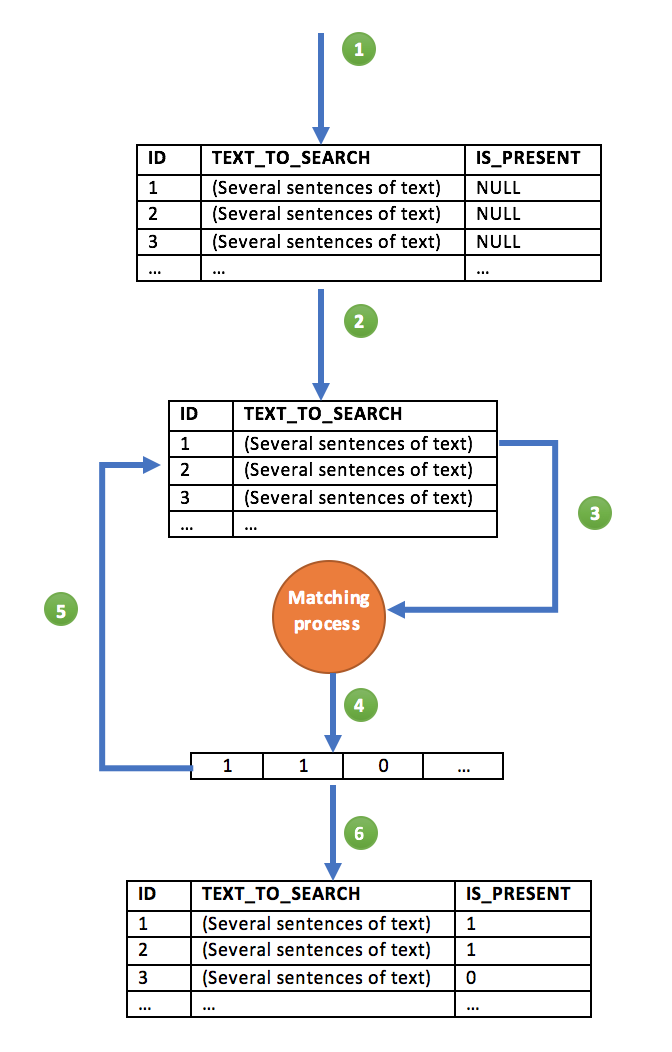 1
ID TEXT_TO_SEARCH IS_PRESENT
1 (Several sentences of text) NULL
2 (Several sentences of text) NULL
3 (Several sentences of text) NULL
... ... ...
2
ID TEXT_TO_SEARCH
1 (Several sentences of text)
2 (Several sentences of text)
3 (Several sentences of text)
... ...
3
Matching
process
5
4
1 1 0 ...
6
ID TEXT_TO_SEARCH IS_PRESENT
1 (Several sentences of text) 1
2 (Several sentences of text) 1
3 (Several sentences of text) 0
... ... ...